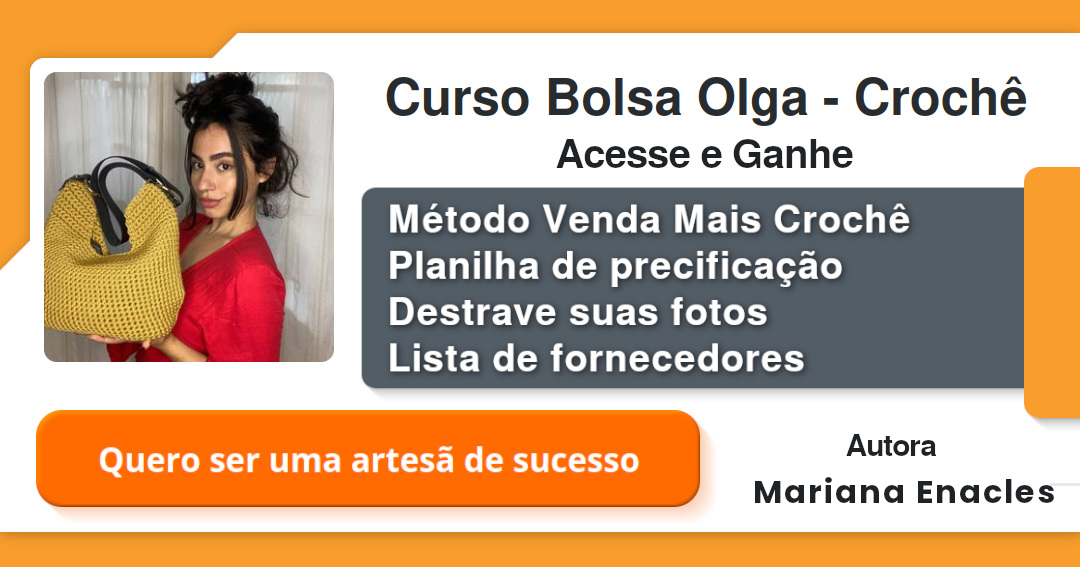 Curso Bolsa Olga - Crochê
Acesse e Ganhe
Método Venda Mais Crochê
Planilha de precificação
Destrave suas fotos
Lista de fornecedores
Quero ser uma artesã de sucesso
Autora
Mariana Enacles